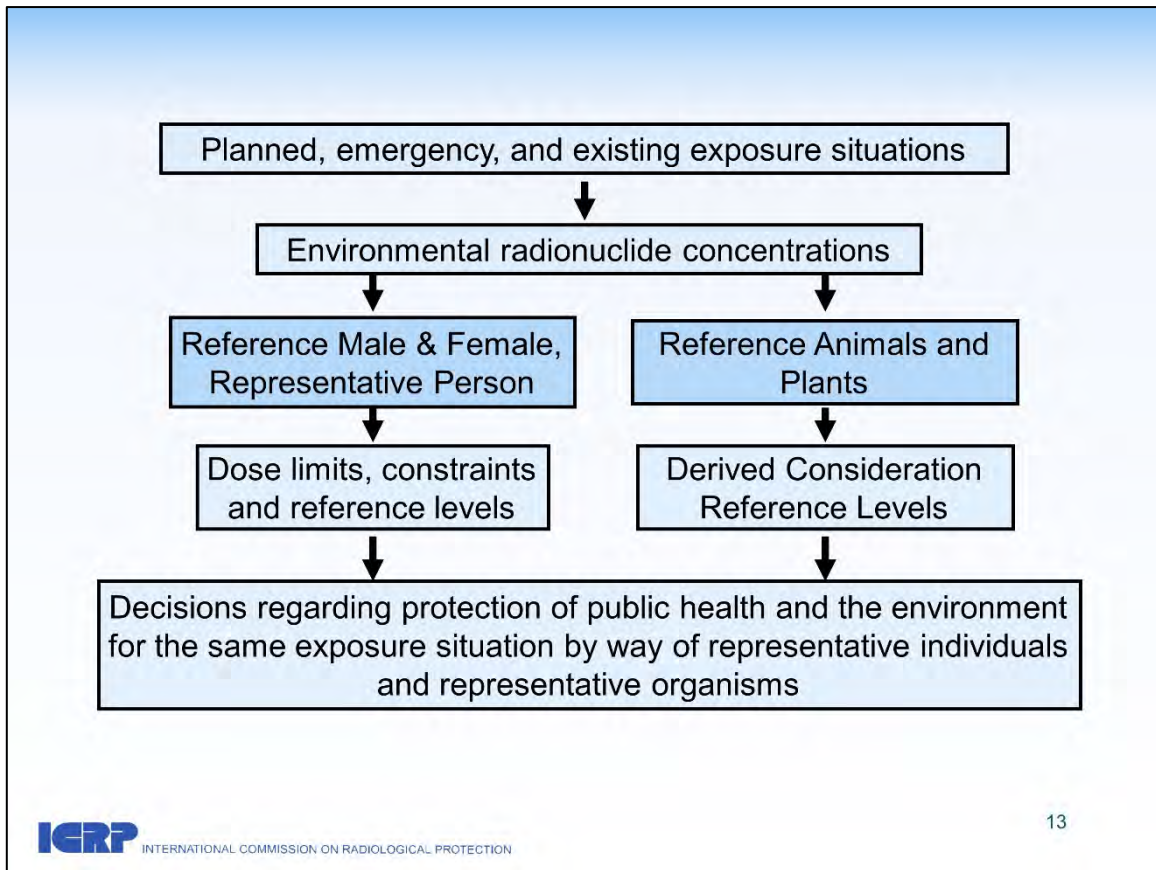 Planned, emergency, and existing exposure situations
Environmental radionuclide concentrations
Reference Male & Female,
Representative Person
Reference Animals and
Plants
Dose limits, constraints
and reference levels
Derived Consideration
Reference Levels
Decisions regarding protection of public health and the environment
for the same exposure situation by way of representative individuals
and representative organisms
13
ICRP INTERNATIONAL COMMISSION ON RADIOLOGICAL PROTECTION